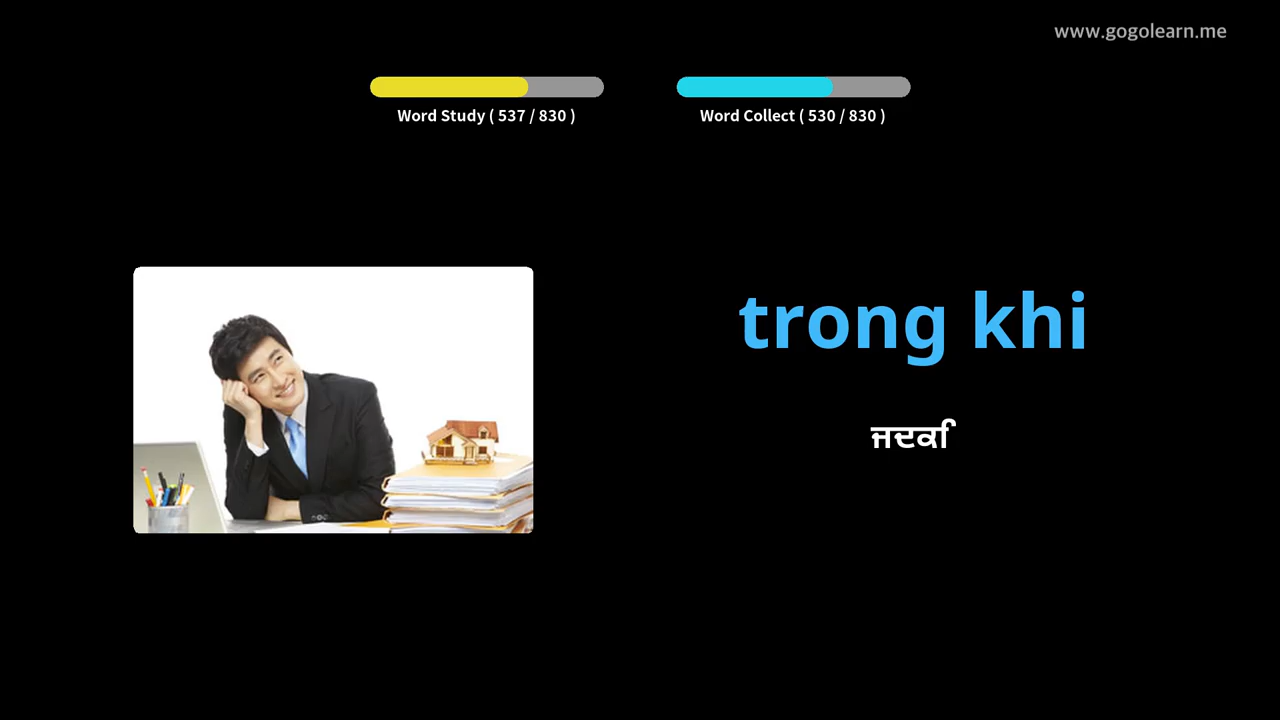 www.gogolearn.me
Word Study ( 537 / 830 )
Word Collect ( 530 / 830 )
trong khi
ਜਦਕਿ